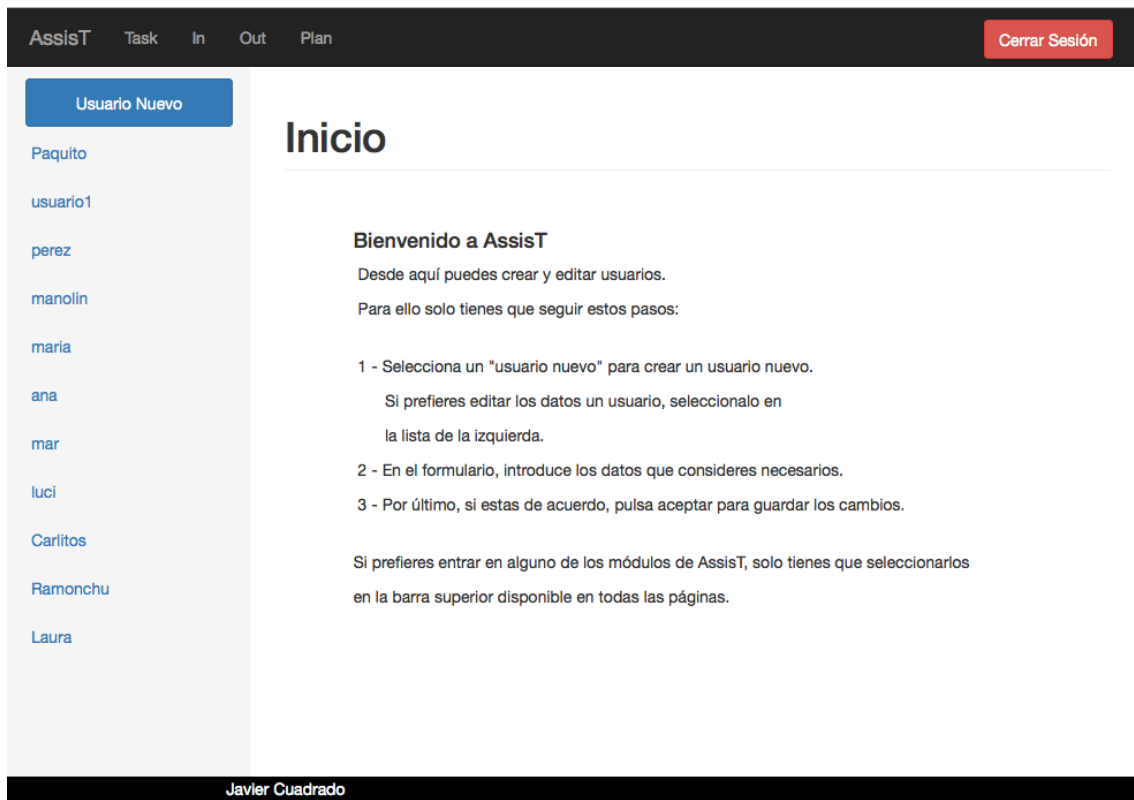 AssisT Task In Out Plan Cerrar Sesión
Usuario Nuevo
Paquito
usuario1
perez
manolin
maria
ana
mar
luci
Carlitos
Ramonchu
Laura
Inicio
Bienvenido a AssisT
Desde aquí puedes crear y editar usuarios.
Para ello solo tienes que seguir estos pasos:
1 - Selecciona un "usuario nuevo" para crear un usuario nuevo.
Si prefieres editar los datos un usuario, seleccionalo en
la lista de la izquierda.
2 - En el formulario, introduce los datos que consideres necesarios.
3 - Por último, si estas de acuerdo, pulsa aceptar para guardar los cambios.
Si prefieres entrar en alguno de los módulos de AssisT, solo tienes que seleccionarlos
en la barra superior disponible en todas las páginas.
Javier Cuadrado